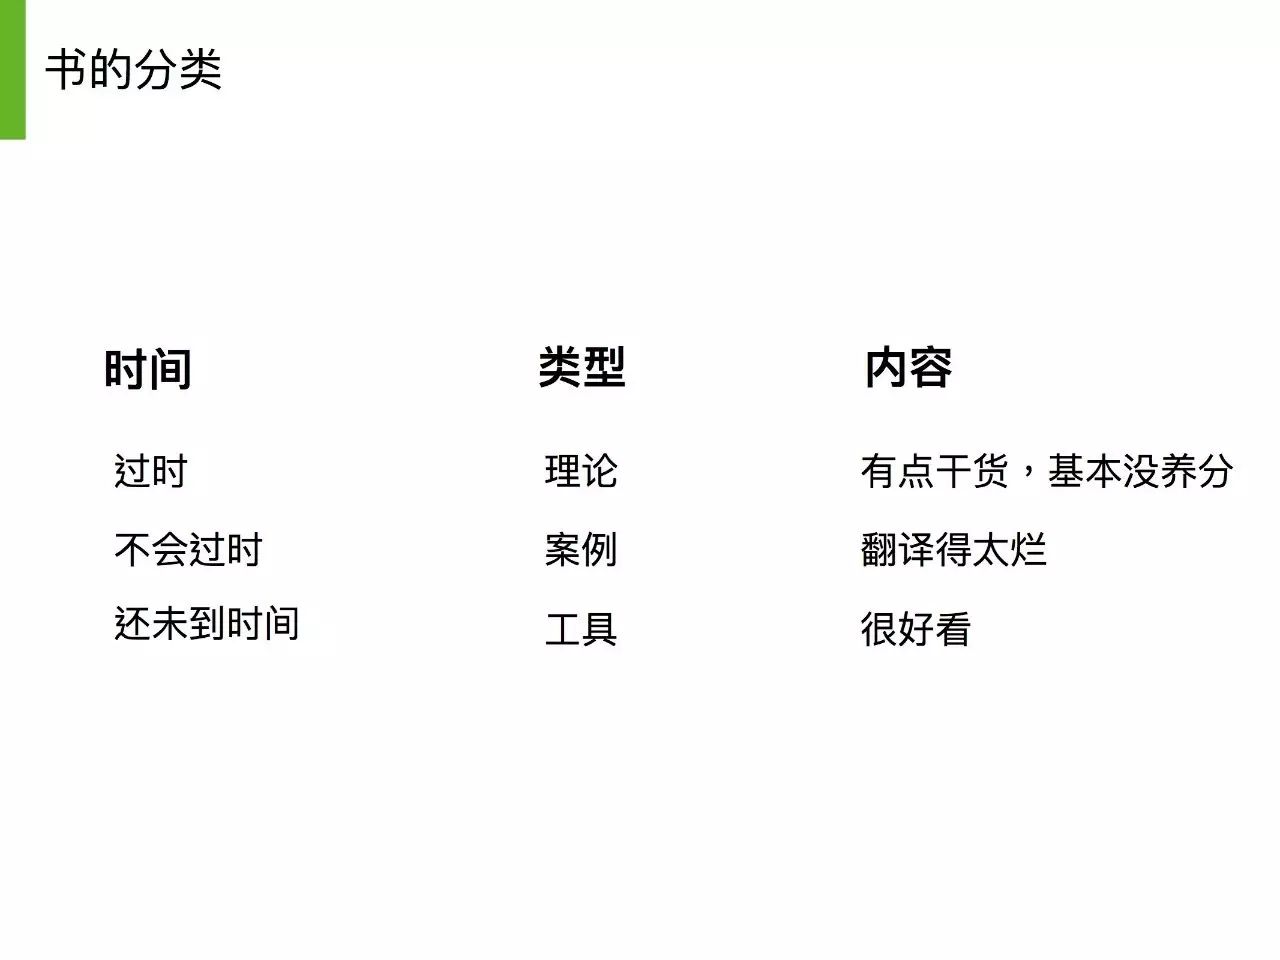 书的分类
时间 类型 内容
过时 理论 有点干货，基本没养分
不会过时 案例 翻译得太烂
还未到时间 工具 很好看